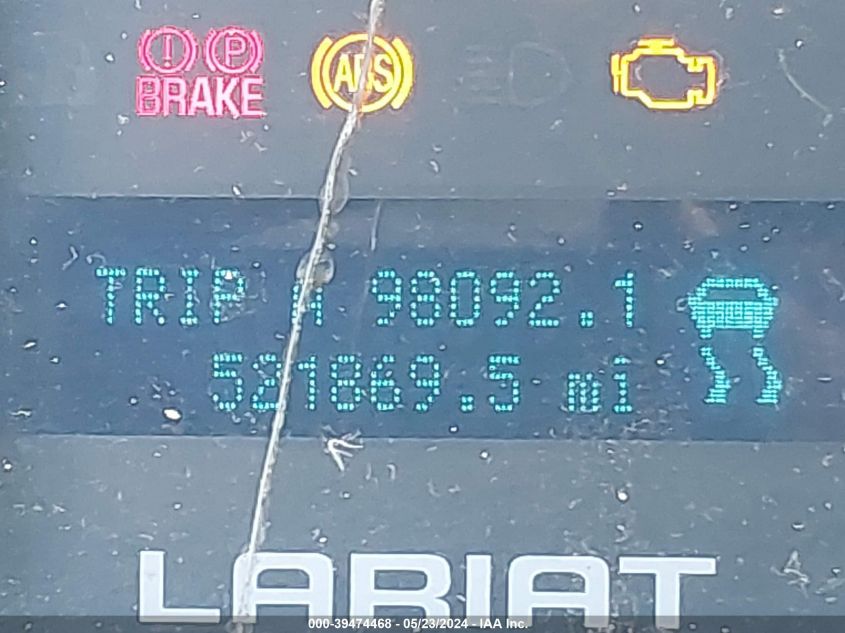 BRAKE ABS
TRIP A 98092.1
521869.5 mi
LARIAT
000-39474468 - 05/23/2024 - IAA Inc.